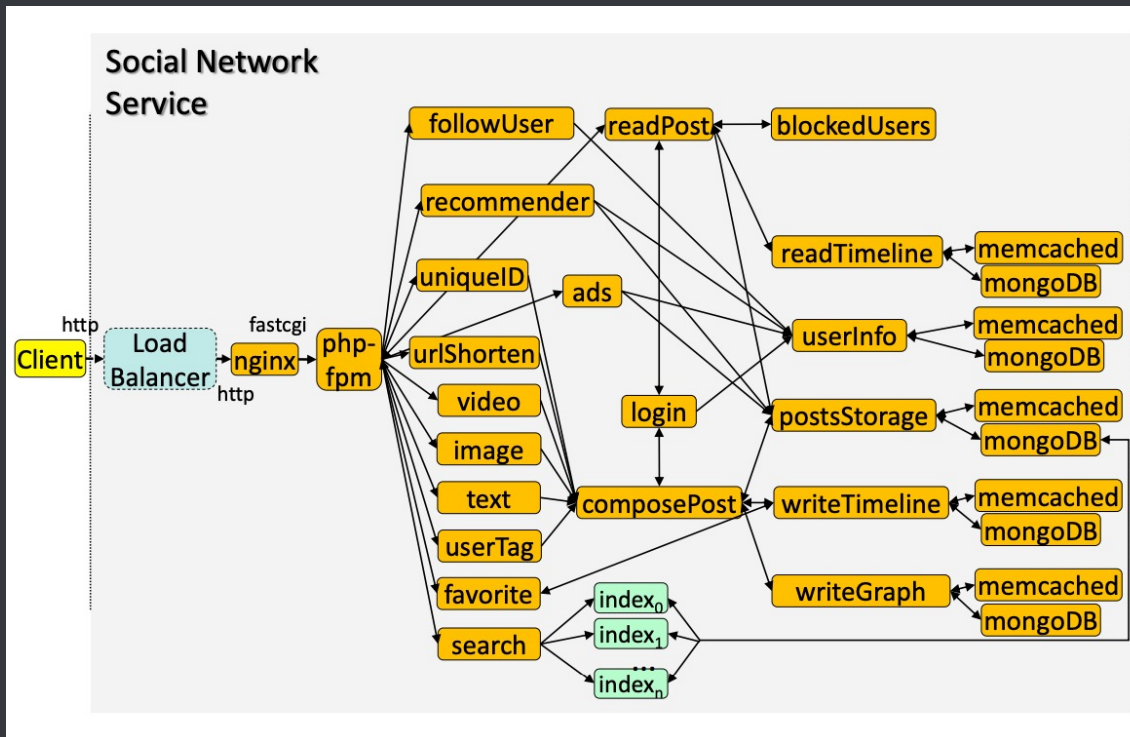 Social Network
Service
followUser
readPost
blockedUsers
recommender
readTimeline
memcached
mongoDB
uniqueID
ads
http
fastcgi
Client
Load
Balancer
http
nginx
php-
fpm
urlShorten
userInfo
memcached
mongoDB
video
login
postsStorage
memcached
mongoDB
image
text
composePost
writeTimeline
memcached
mongoDB
userTag
favorite
index0
writeGraph
memcached
mongoDB
search
index1
...
indexn